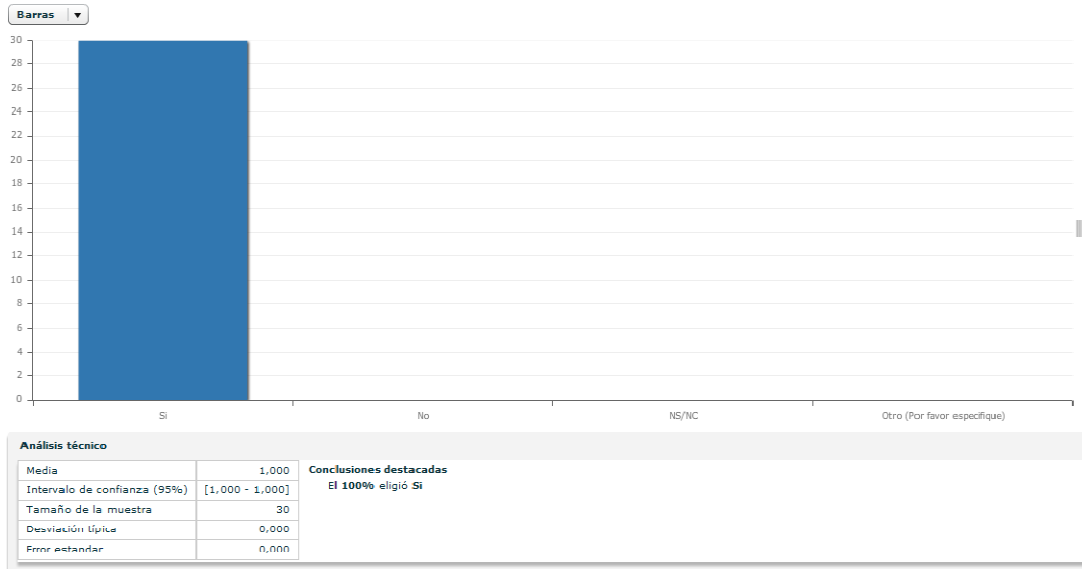 Barras
30
28
26
24
22
20
18
16
14
12
10
8
6
4
2
0
Si No NS/NC Otro (Por favor especifique)
Análisis técnico
Media 1,000 Conclusiones destacadas
El 100% eligió Si
Intervalo de confianza (95%) [1,000 - 1,000]
Tamaño de la muestra 30
Desviación típica 0,000
Error estandar 0,000